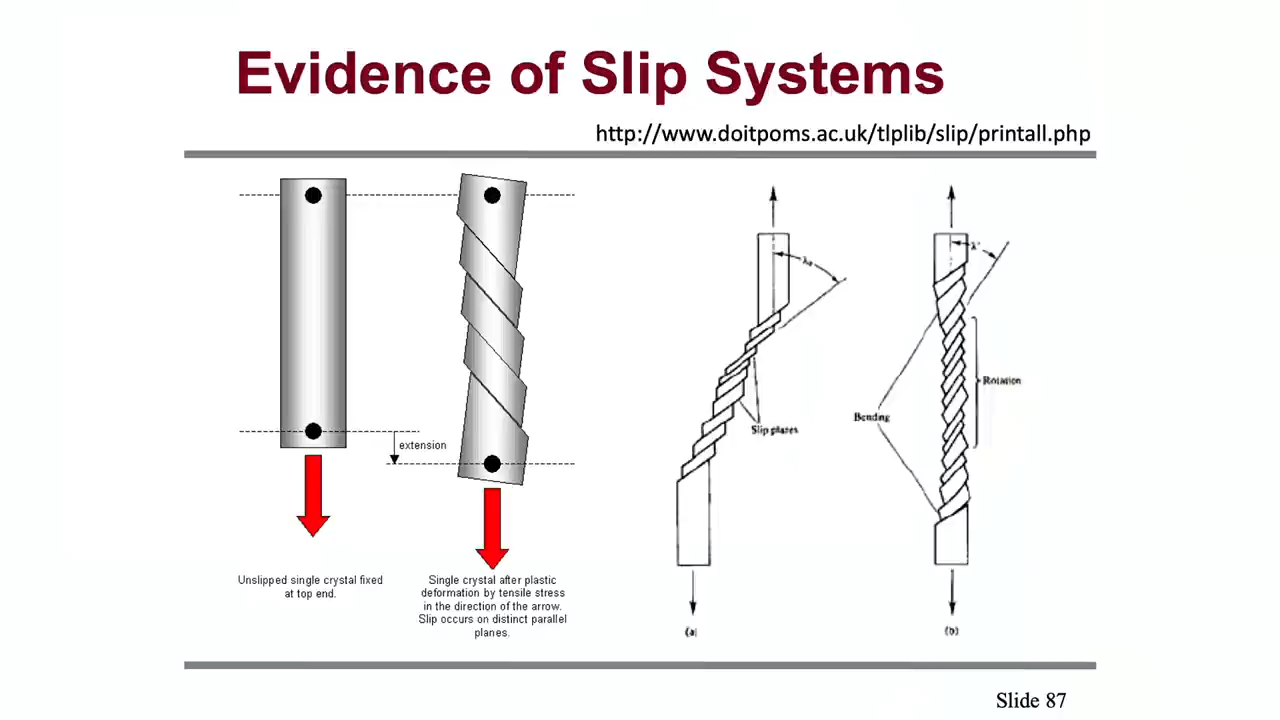 Evidence of Slip Systems
http://www.doitpoms.ac.uk/tlplib/slip/printall.php
extension
Unslipped single crystal fixed
at top end.
Single crystal after plastic
deformation by tensile stress
in the direction of the arrow.
Slip occurs on distinct parallel
planes.
Slip planes
(a)
Bending
Rotation
(b)
Slide 87